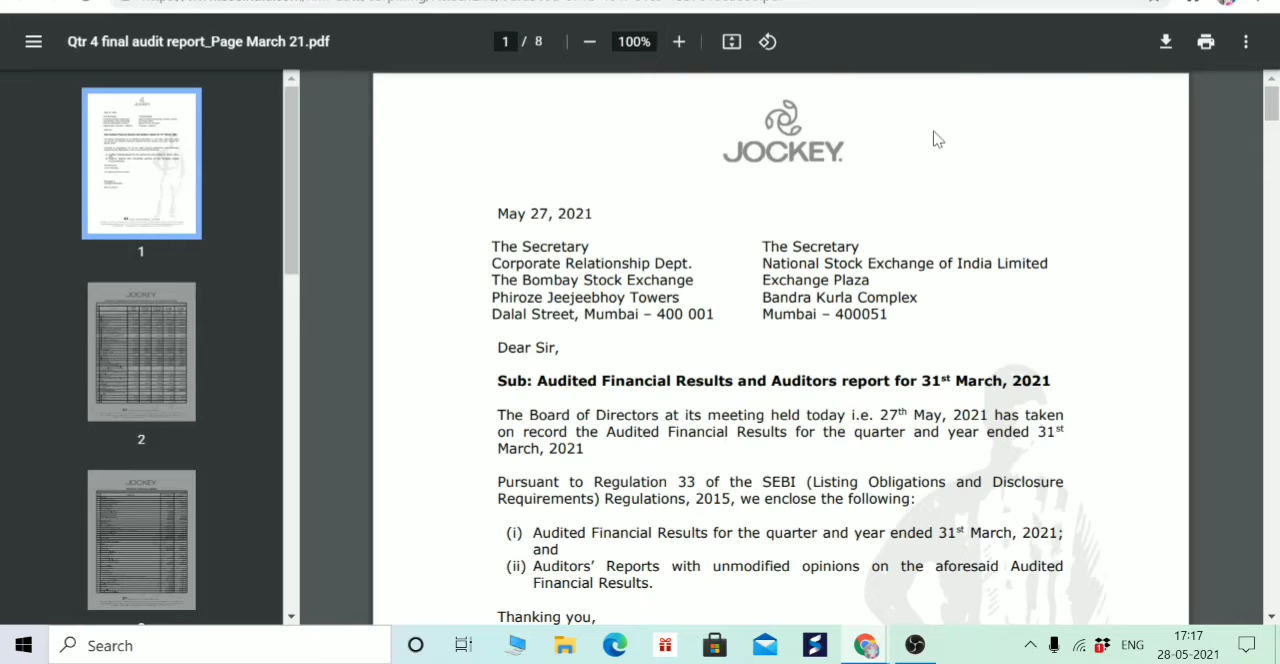 Qtr 4 final audit report_Page March 21.pdf
1 / 8
100%
JOCKEY
1
2
JOCKEY.
May 27, 2021
The Secretary
Corporate Relationship Dept.
The Bombay Stock Exchange
Phiroze Jeejeebhoy Towers
Dalal Street, Mumbai – 400 001
The Secretary
National Stock Exchange of India Limited
Exchange Plaza
Bandra Kurla Complex
Mumbai – 400051
Dear Sir,
Sub: Audited Financial Results and Auditors report for 31st March, 2021
The Board of Directors at its meeting held today i.e. 27th May, 2021 has taken
on record the Audited Financial Results for the quarter and year ended 31st
March, 2021
Pursuant to Regulation 33 of the SEBI (Listing Obligations and Disclosure
Requirements) Regulations, 2015, we enclose the following:
(i) Audited Financial Results for the quarter and year ended 31st March, 2021;
and
(ii) Auditors' Reports with unmodified opinions on the aforesaid Audited
Financial Results.
Thanking you,
Search
ENG
17:17
28-05-2021